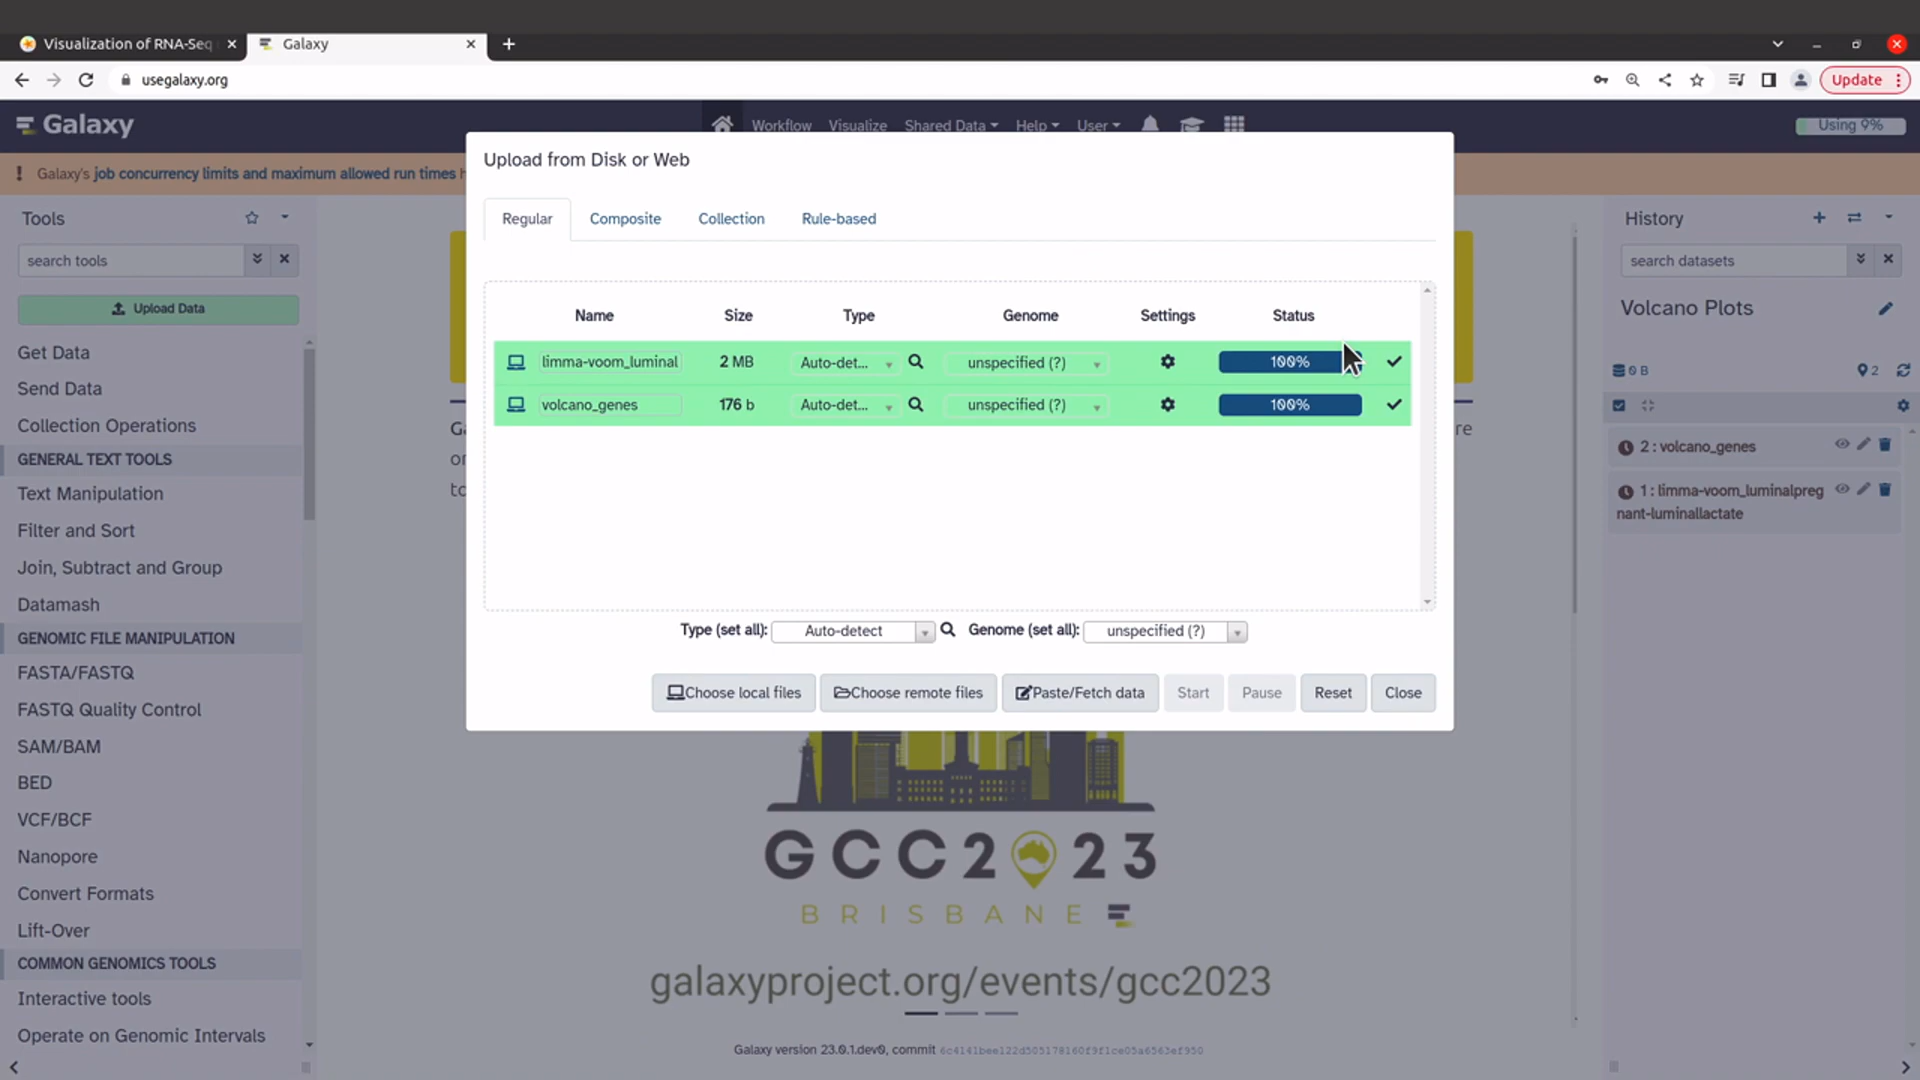 Visualization of RNA-Seq
Galaxy
usegalaxy.org
Update
Galaxy
Workflow
Visualize
Shared Data
Help
User
Using 9%
Galaxy's job concurrency limits and maximum allowed run times
Tools
search tools
Upload Data
Get Data
Send Data
Collection Operations
GENERAL TEXT TOOLS
Text Manipulation
Filter and Sort
Join, Subtract and Group
Datamash
GENOMIC FILE MANIPULATION
FASTA/FASTQ
FASTQ Quality Control
SAM/BAM
BED
VCF/BCF
Nanopore
Convert Formats
Lift-Over
COMMON GENOMICS TOOLS
Interactive tools
Operate on Genomic Intervals
Upload from Disk or Web
Regular
Composite
Collection
Rule-based
Name Size Type Genome Settings Status
limma-voom_luminal 2 MB Auto-det... unspecified (?) 100%
volcano_genes 176 b Auto-det... unspecified (?) 100%
Type (set all): Auto-detect Genome (set all): unspecified (?)
Choose local files
Choose remote files
Paste/Fetch data
Start
Pause
Reset
Close
GCC2023
BRISBANE
galaxyproject.org/events/gcc2023
Galaxy version 23.0.1.dev0, commit 6c4141bee122d505178160f9f1ce05a6563ef950
History
search datasets
Volcano Plots
0 B
2
2 : volcano_genes
1 : limma-voom_luminalpreg
nant-luminallactate